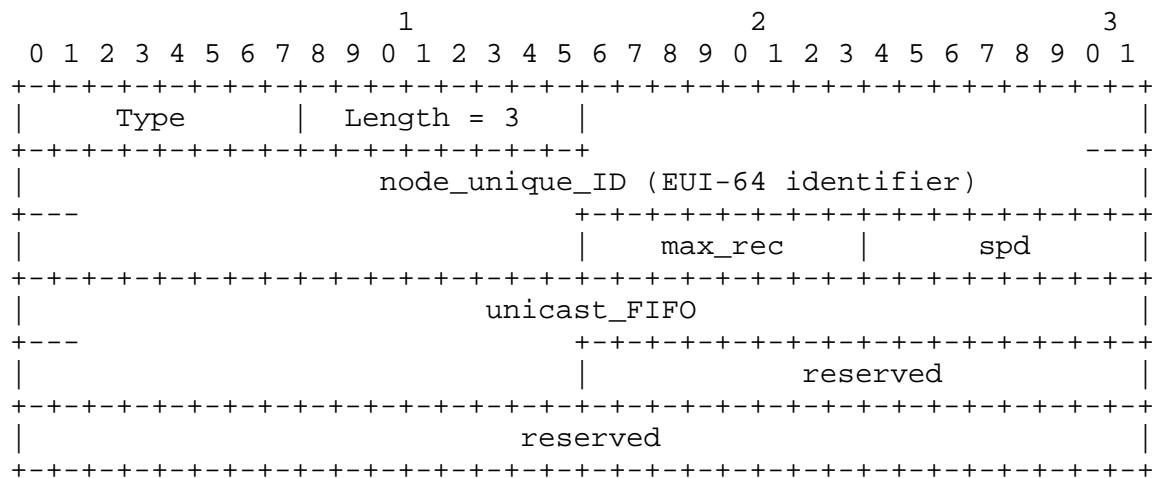 1                   2                   3
 0 1 2 3 4 5 6 7 8 9 0 1 2 3 4 5 6 7 8 9 0 1 2 3 4 5 6 7 8 9 0 1
+-+-+-+-+-+-+-+-+-+-+-+-+-+-+-+-+-+-+-+-+-+-+-+-+-+-+-+-+-+-+-+-+
|     Type      |  Length = 3   |                               |
+-+-+-+-+-+-+-+-+-+-+-+-+-+-+-+-+                            ---+
|                    node_unique_ID (EUI-64 identifier)         |
+---                            +-+-+-+-+-+-+-+-+-+-+-+-+-+-+-+-+
|                               |    max_rec    |      spd      |
+-+-+-+-+-+-+-+-+-+-+-+-+-+-+-+-+-+-+-+-+-+-+-+-+-+-+-+-+-+-+-+-+
|                          unicast_FIFO                         |
+---                            +-+-+-+-+-+-+-+-+-+-+-+-+-+-+-+-+
|                               |            reserved           |
+-+-+-+-+-+-+-+-+-+-+-+-+-+-+-+-+-+-+-+-+-+-+-+-+-+-+-+-+-+-+-+-+
|                            reserved                           |
+-+-+-+-+-+-+-+-+-+-+-+-+-+-+-+-+-+-+-+-+-+-+-+-+-+-+-+-+-+-+-+-+